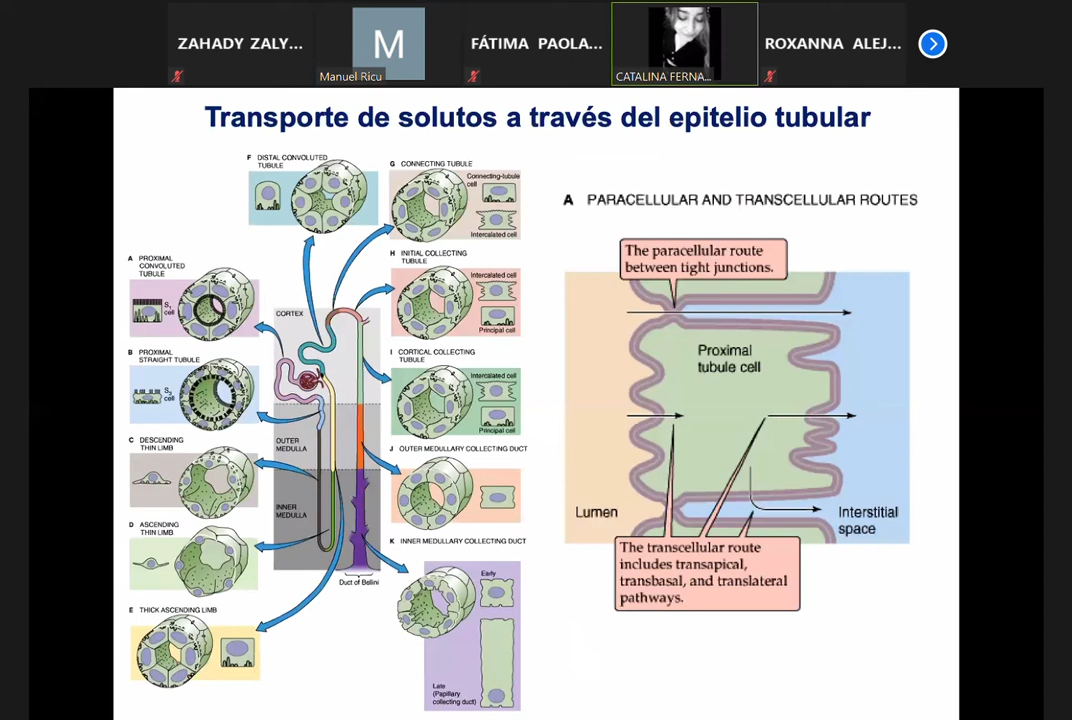 ZAHADY ZALY...
M
Manuel Ricu
FÁTIMA PAOLA...
CATALINA FERNA...
ROXANNA ALEJ...
Transporte de solutos a través del epitelio tubular
F DISTAL CONVOLUTED
TUBULE
G CONNECTING TUBULE
Connecting-tubule
cell
Intercalated cell
A PROXIMAL
CONVOLUTED
TUBULE
S1
cell
H INITIAL COLLECTING
TUBULE
Intercalated cell
Principal cell
CORTEX
B PROXIMAL
STRAIGHT TUBULE
S3
cell
I CORTICAL COLLECTING
TUBULE
Intercalated cell
Principal cell
C DESCENDING
THIN LIMB
OUTER
MEDULLA
J OUTER MEDULLARY COLLECTING DUCT
D ASCENDING
THIN LIMB
INNER
MEDULLA
K INNER MEDULLARY COLLECTING DUCT
Early
Duct of Bellini
E THICK ASCENDING LIMB
Late
(Papillary
collecting duct)
A PARACELLULAR AND TRANSCELLULAR ROUTES
The paracellular route
between tight junctions.
Proximal
tubule cell
Lumen
Interstitial
space
The transcellular route
includes transapical,
transbasal, and translateral
pathways.